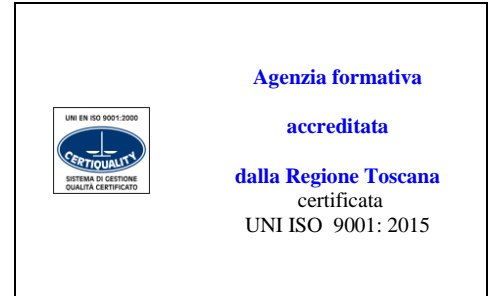 UNI EN ISO 9001:2000
CERTIQUALITY
SISTEMA DI GESTIONE
QUALITÀ CERTIFICATO
Agenzia formativa
accreditata
dalla Regione Toscana
certificata
UNI ISO 9001: 2015